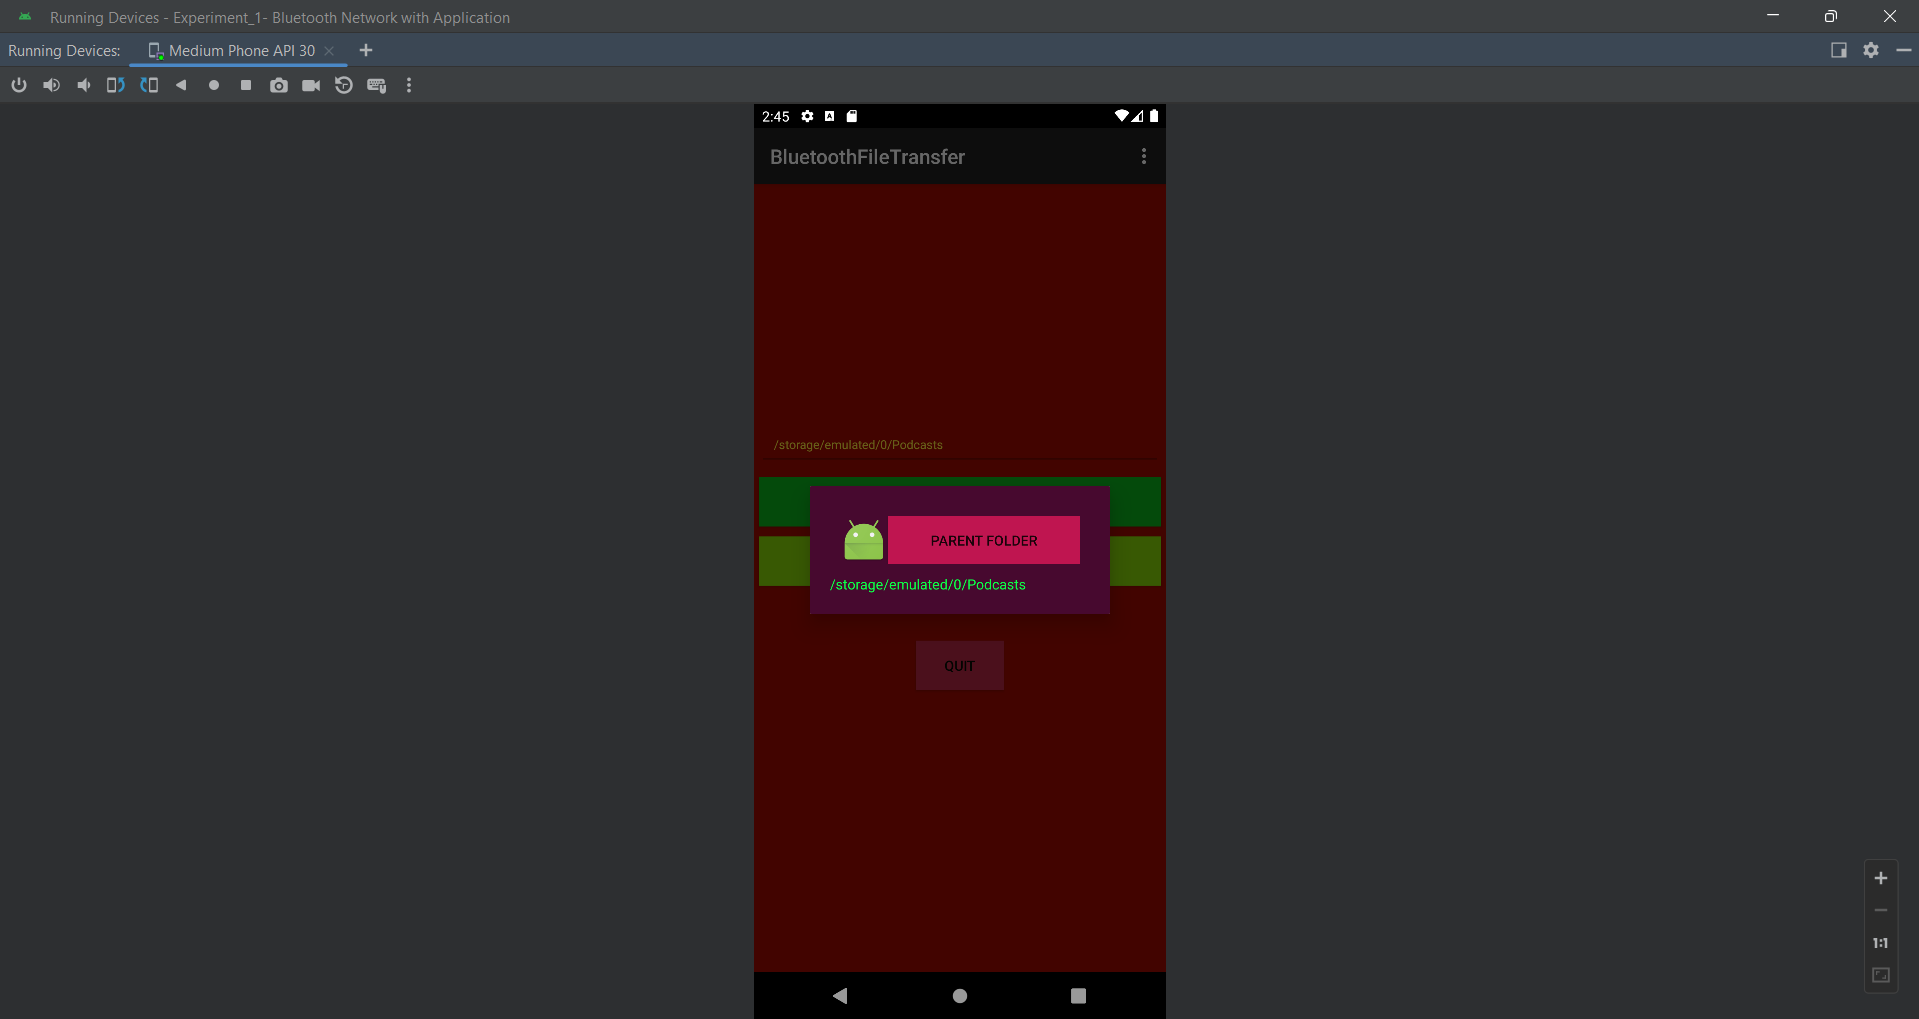 Running Devices - Experiment_1- Bluetooth Network with Application
Running Devices:
Medium Phone API 30
2:45
BluetoothFileTransfer
/storage/emulated/0/Podcasts
PARENT FOLDER
/storage/emulated/0/Podcasts
QUIT
1:1